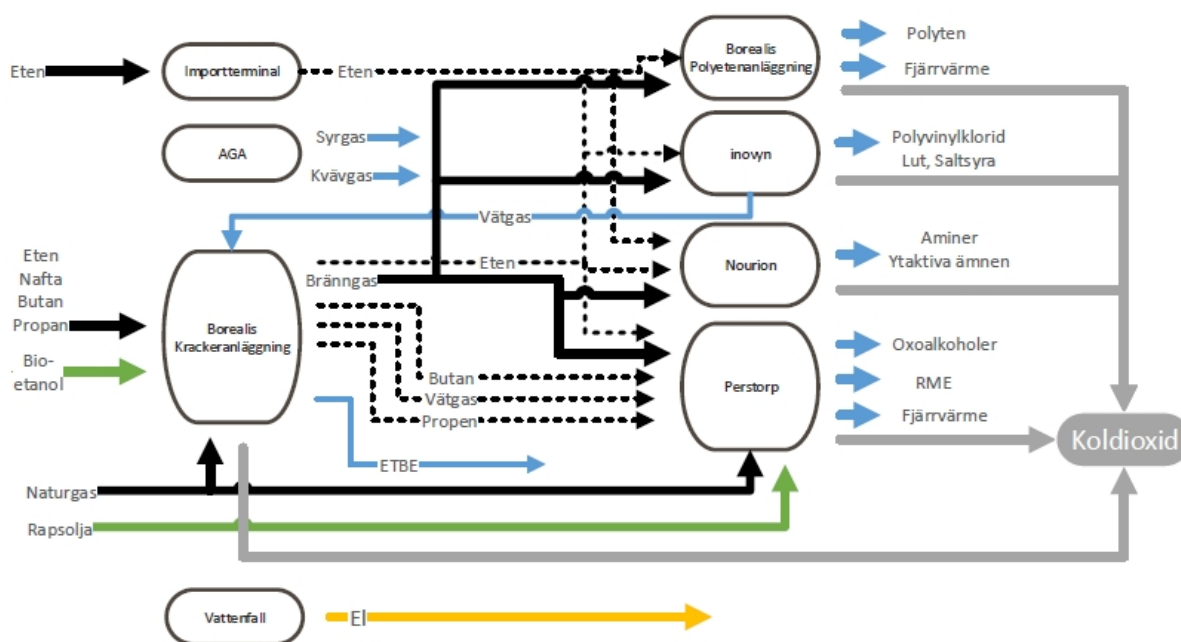 Eten
Importterminal
Eten
Borealis
Polyetenanläggning
Polyten
Fjärrvärme
AGA
Syrgas
Kvävgas
inovyn
Polyvinylklorid
Lut, Saltsyra
Vätgas
Eten
Nafta
Butan
Propan
Bio-
etanol
Borealis
Krackeranläggning
Eten
Bränngas
Nourion
Aminer
Ytaktiva ämnen
Butan
Vätgas
Propen
Perstorp
Oxoalkoholer
RME
Fjärrvärme
Koldioxid
ETBE
Naturgas
Rapsolja
Vattenfall
El